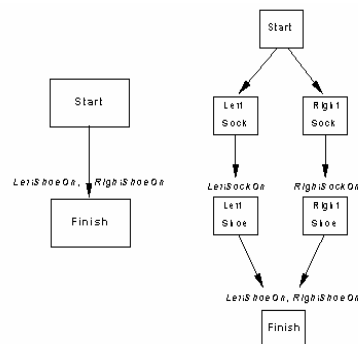 Start
LeftShoeOn, RightShoeOn
Finish
Start
Left
Sock
Right
Sock
LeftSockOn
RightSockOn
Left
Shoe
Right
Shoe
LeftShoeOn, RightShoeOn
Finish